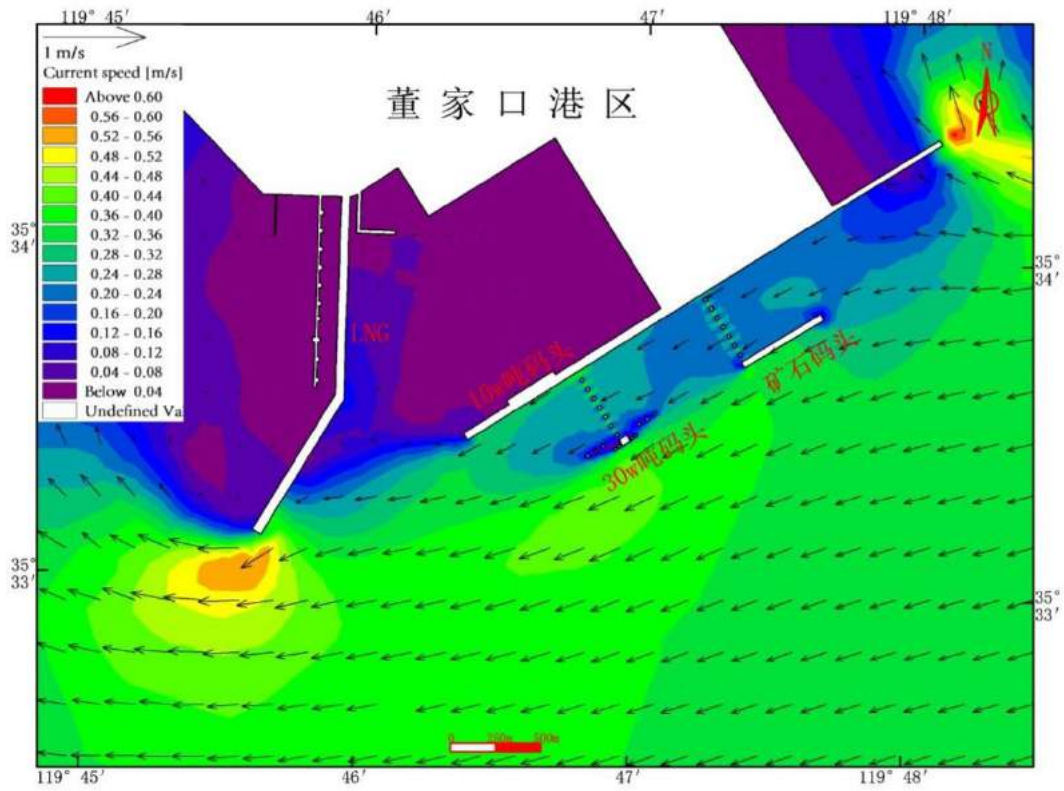 119° 45′ 46′ 47′ 119° 48′
1 m/s
Current speed [m/s]
Above 0.60
0.56 - 0.60
0.52 - 0.56
0.48 - 0.52
0.44 - 0.48
0.40 - 0.44
0.36 - 0.40
0.32 - 0.36
0.28 - 0.32
0.24 - 0.28
0.20 - 0.24
0.16 - 0.20
0.12 - 0.16
0.08 - 0.12
0.04 - 0.08
Below 0.04
Undefined Va
董家口港区
N
35°
34′
35°
34′
LNG
10w吨码头
矿石码头
30w吨码头
35°
33′
35°
33′
0 250m 500m
119° 45′ 46′ 47′ 119° 48′